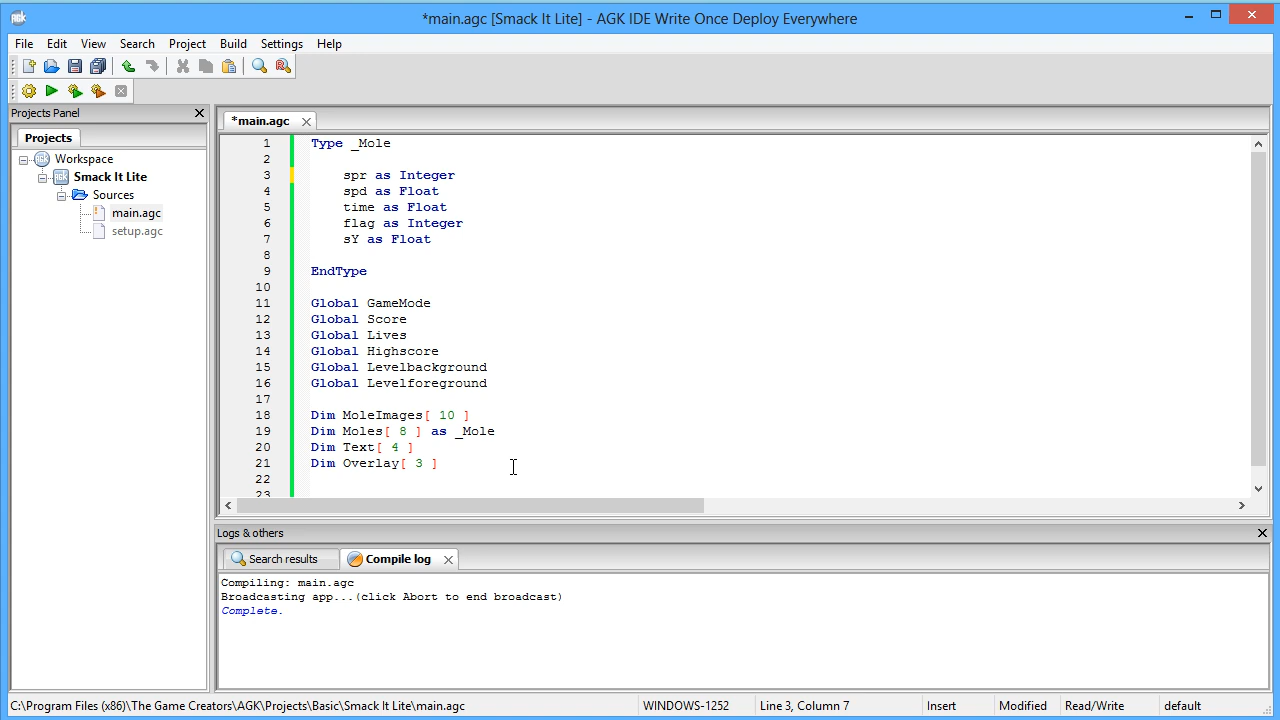 *main.agc [Smack It Lite] - AGK IDE Write Once Deploy Everywhere
File Edit View Search Project Build Settings Help
Projects Panel
Projects
Workspace
Smack It Lite
Sources
main.agc
setup.agc
*main.agc
1 Type _Mole
2
3 spr as Integer
4 spd as Float
5 time as Float
6 flag as Integer
7 sY as Float
8
9 EndType
10
11 Global GameMode
12 Global Score
13 Global Lives
14 Global Highscore
15 Global Levelbackground
16 Global Levelforeground
17
18 Dim MoleImages[ 10 ]
19 Dim Moles[ 8 ] as _Mole
20 Dim Text[ 4 ]
21 Dim Overlay[ 3 ]
22
23
Logs & others
Search results Compile log
Compiling: main.agc
Broadcasting app...(click Abort to end broadcast)
Complete.
C:\Program Files (x86)\The Game Creators\AGK\Projects\Basic\Smack It Lite\main.agc WINDOWS-1252 Line 3, Column 7 Insert Modified Read/Write default